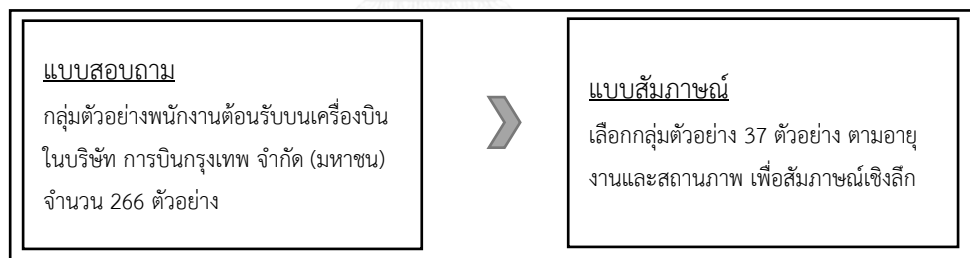 แบบสอบถาม
กลุ่มตัวอย่างพนักงานต้อนรับบนเครื่องบิน
ในบริษัท การบินกรุงเทพ จำกัด (มหาชน)
จำนวน 266 ตัวอย่าง
แบบสัมภาษณ์
เลือกกลุ่มตัวอย่าง 37 ตัวอย่าง ตามอายุ
งานและสถานภาพ เพื่อสัมภาษณ์เชิงลึก